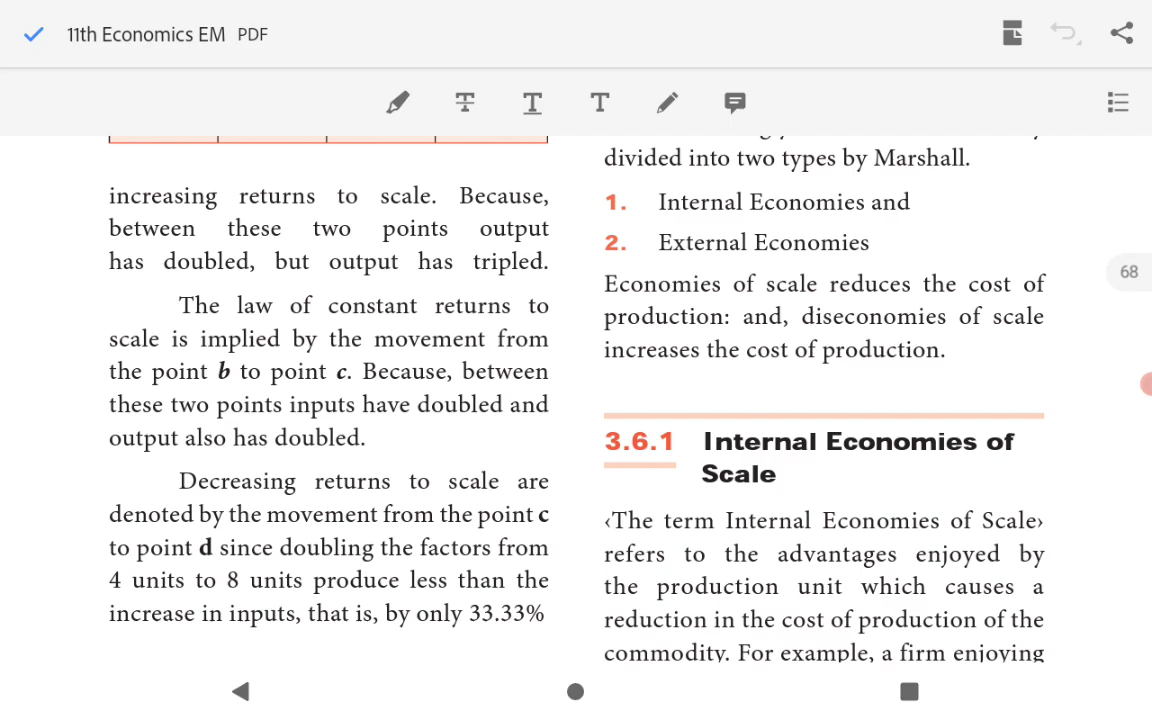 11th Economics EM PDF
increasing returns to scale. Because,
between these two points output
has doubled, but output has tripled.
The law of constant returns to
scale is implied by the movement from
the point b to point c. Because, between
these two points inputs have doubled and
output also has doubled.
Decreasing returns to scale are
denoted by the movement from the point c
to point d since doubling the factors from
4 units to 8 units produce less than the
increase in inputs, that is, by only 33.33%
divided into two types by Marshall.
1. Internal Economies and
2. External Economies
Economies of scale reduces the cost of
production: and, diseconomies of scale
increases the cost of production.
3.6.1 Internal Economies of
Scale
‹The term Internal Economies of Scale›
refers to the advantages enjoyed by
the production unit which causes a
reduction in the cost of production of the
commodity. For example, a firm enjoying
68